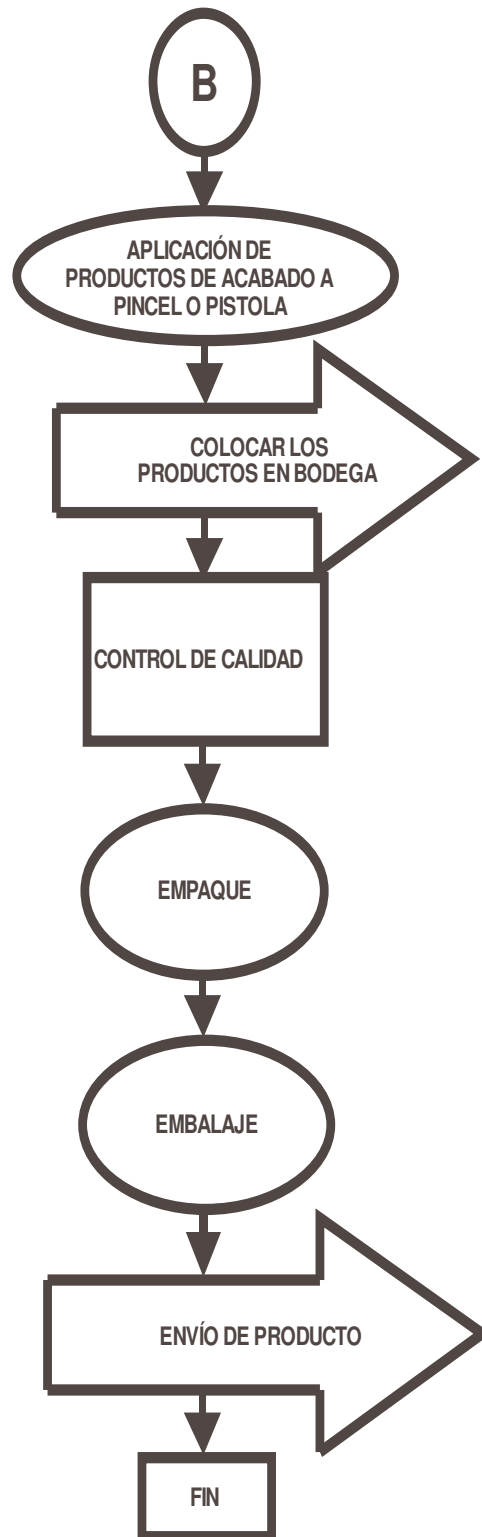 B
APLICACIÓN DE
PRODUCTOS DE ACABADO A
PINCEL O PISTOLA
COLOCAR LOS
PRODUCTOS EN BODEGA
CONTROL DE CALIDAD
EMPAQUE
EMBALAJE
ENVÍO DE PRODUCTO
FIN